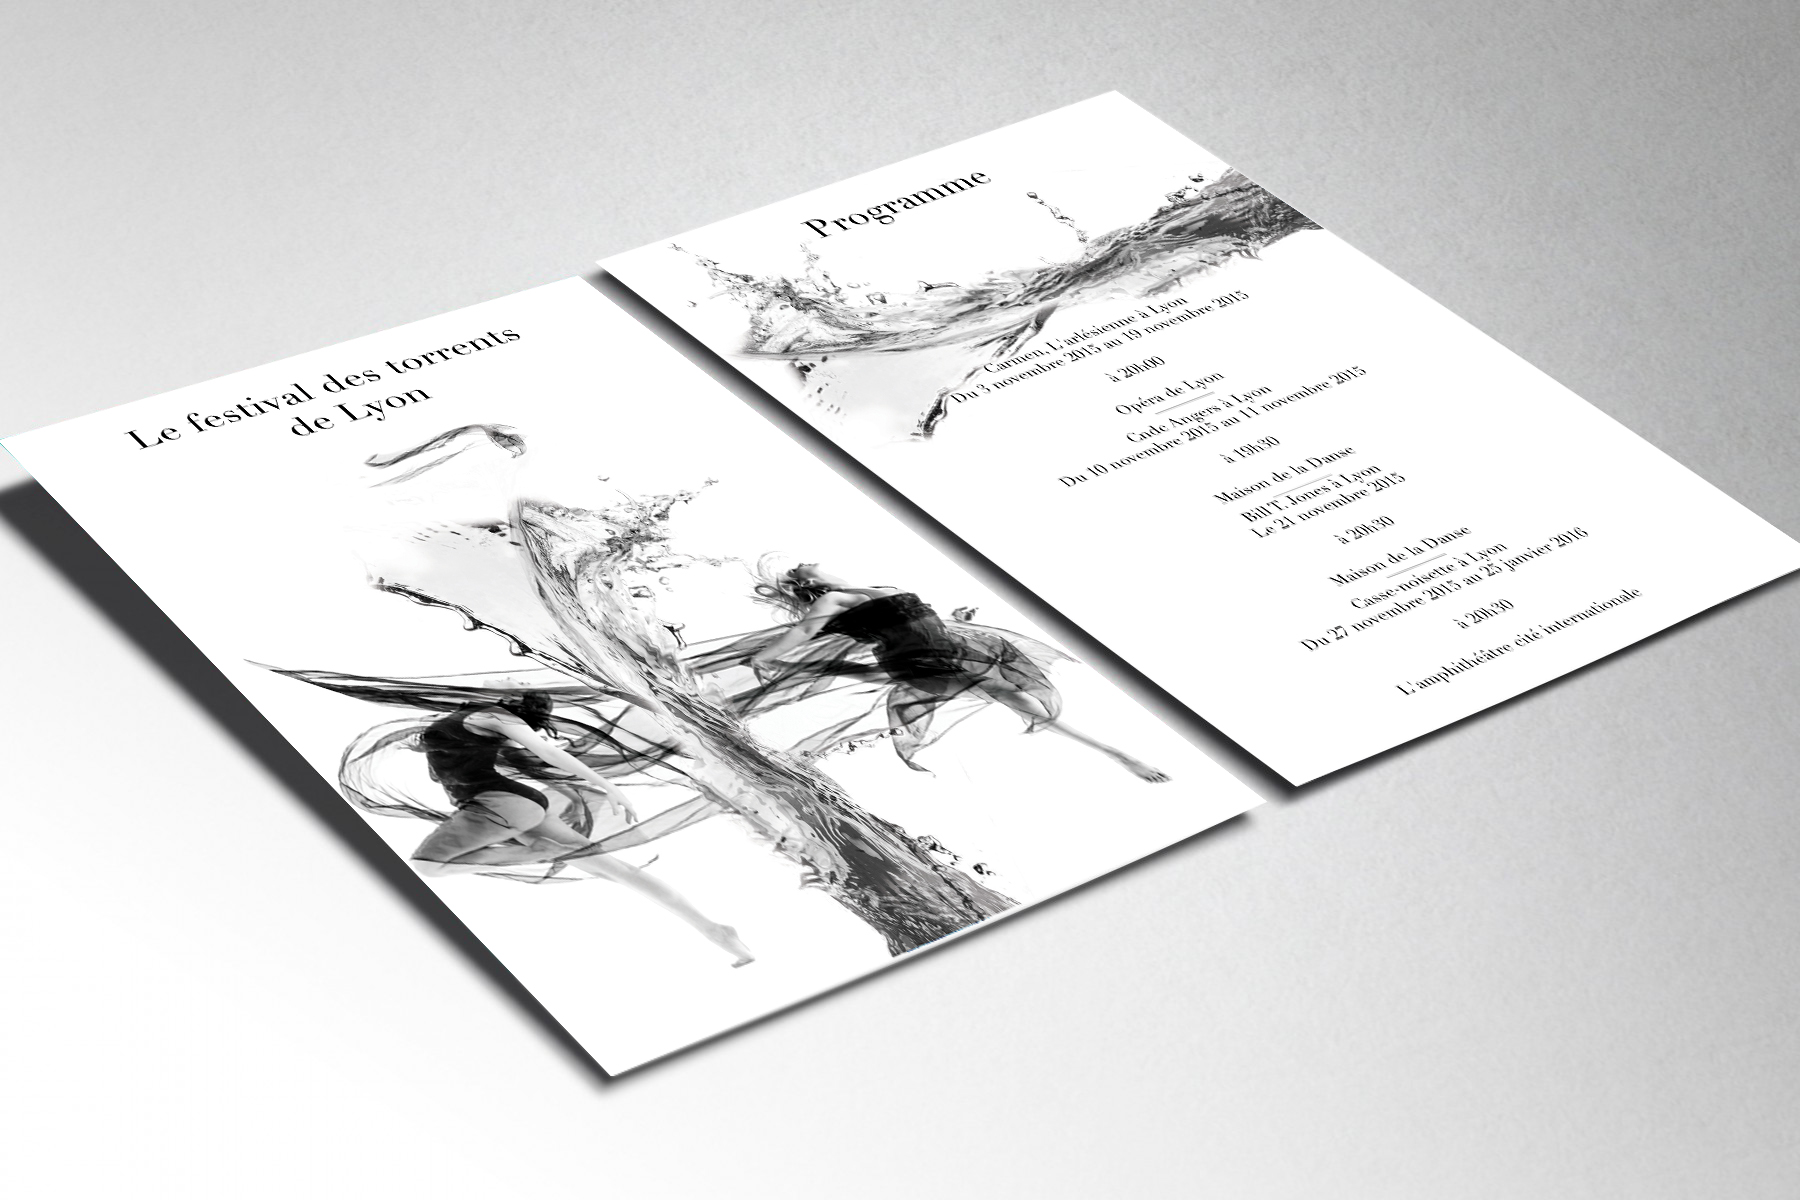 Le festival des torrents
de Lyon
Programme
Carmen, L'arlésienne à Lyon
Du 3 novembre 2015 au 19 novembre 2015
à 20h00
Opéra de Lyon
Cndc Angers à Lyon
Du 10 novembre 2015 au 11 novembre 2015
à 19h30
Maison de la Danse
Bill T. Jones à Lyon
Le 21 novembre 2015
à 20h30
Maison de la Danse
Casse-noisette à Lyon
Du 27 novembre 2015 au 25 janvier 2016
à 20h30
L'amphithéâtre cité internationale